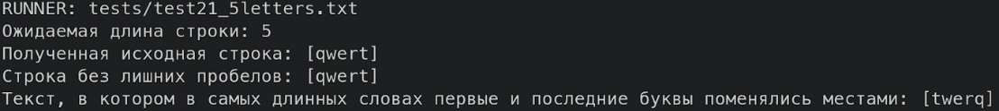 RUNNER: tests/test21_5letters.txt
Ожидаемая длина строки: 5
Полученная исходная строка: [qwert]
Строка без лишних пробелов: [qwert]
Текст, в котором в самых длинных словах первые и последние буквы поменялись местами: [twerq]